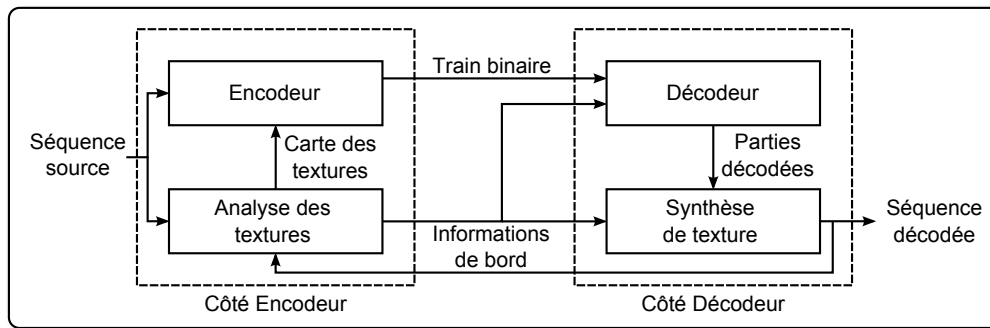 Train binaire
Encodeur
Décodeur
Séquence
source
Carte des
textures
Parties
décodées
Analyse des
textures
Informations
de bord
Synthèse
de texture
Séquence
décodée
Côté Encodeur
Côté Décodeur